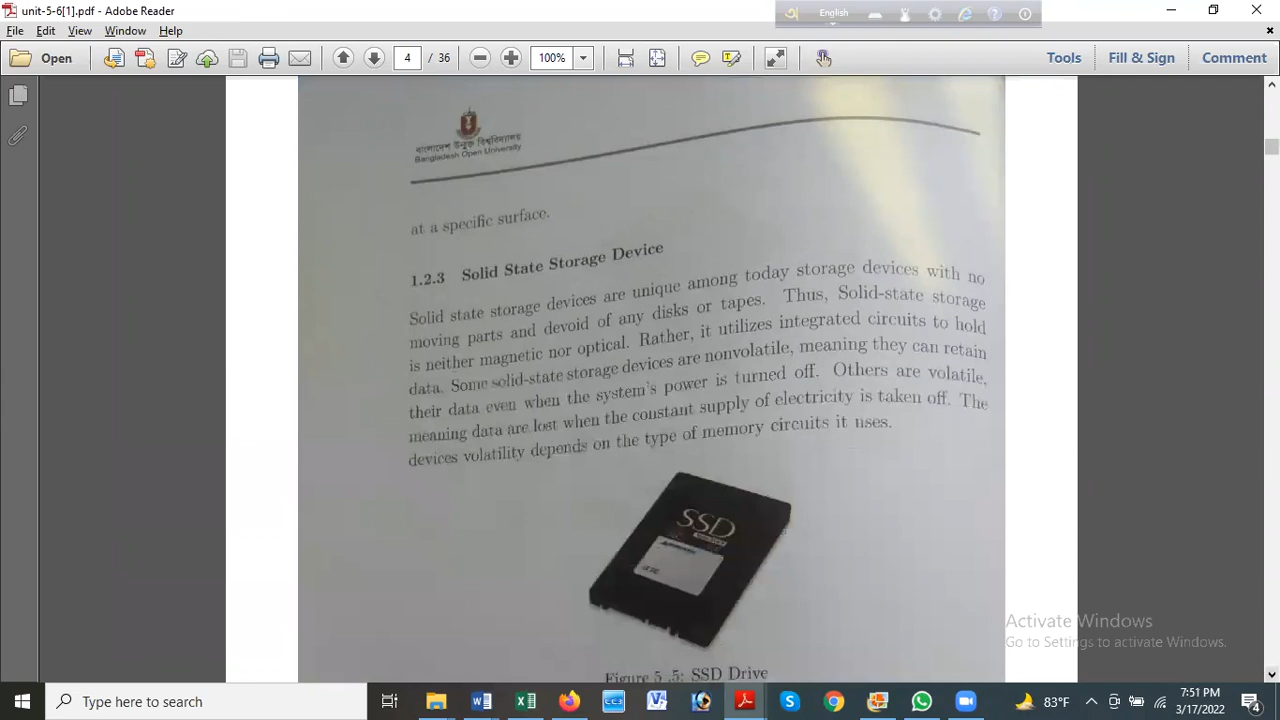 unit-5-6[1].pdf - Adobe Reader
English
File Edit View Window Help
Open
4 / 36
100%
Tools Fill & Sign Comment
বাংলাদেশ উন্মুক্ত বিশ্ববিদ্যালয়
Bangladesh Open University
at a specific surface.
1.2.3 Solid State Storage Device
Solid state storage devices are unique among today storage devices with no
moving parts and devoid of any disks or tapes. Thus, Solid-state storage
is neither magnetic nor optical. Rather, it utilizes integrated circuits to hold
data. Some solid-state storage devices are nonvolatile, meaning they can retain
their data even when the system's power is turned off. Others are volatile,
meaning data are lost when the constant supply of electricity is taken off. The
devices volatility depends on the type of memory circuits it uses.
SSD
Figure 5 .5: SSD Drive
Activate Windows
Go to Settings to activate Windows.
Type here to search
83°F
7:51 PM
3/17/2022
4